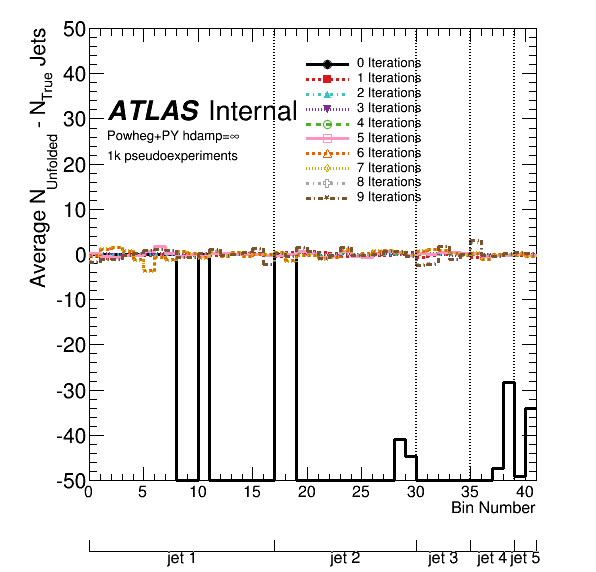 Average N_Unfolded - N_True Jets
50
40
30
20
10
0
-10
-20
-30
-40
-50
ATLAS Internal
Powheg+PY hdamp=∞
1k pseudoexperiments
0 Iterations
1 Iterations
2 Iterations
3 Iterations
4 Iterations
5 Iterations
6 Iterations
7 Iterations
8 Iterations
9 Iterations
0 5 10 15 20 25 30 35 40
Bin Number
jet 1 jet 2 jet 3 jet 4 jet 5